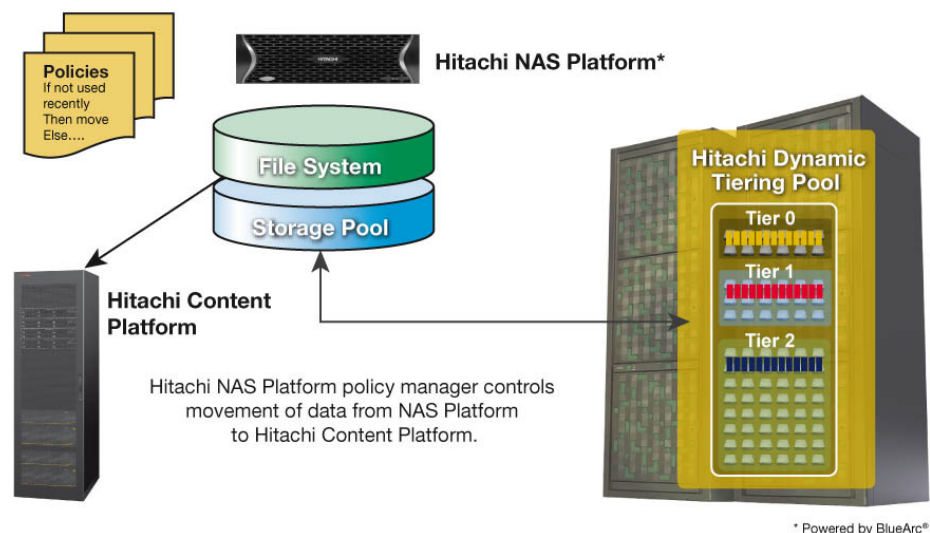 Policies
If not used
recently
Then move
Else....
HITACHI
Hitachi NAS Platform*
File System
Storage Pool
Hitachi Content
Platform
Hitachi NAS Platform policy manager controls
movement of data from NAS Platform
to Hitachi Content Platform.
Hitachi Dynamic
Tiering Pool
Tier 0
Tier 1
Tier 2
* Powered by BlueArc®